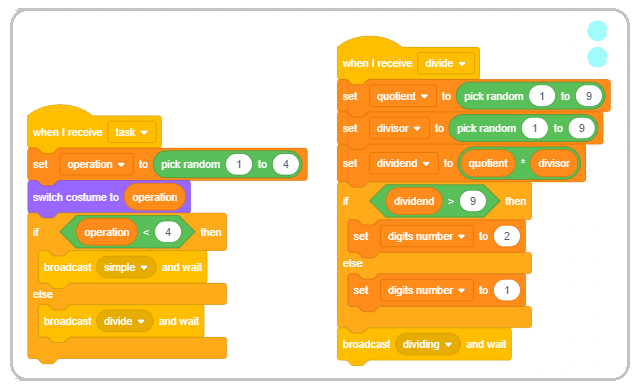 when I receive task
set operation to pick random 1 to 4
switch costume to operation
if operation < 4 then
broadcast simple and wait
else
broadcast divide and wait
when I receive divide
set quotient to pick random 1 to 9
set divisor to pick random 1 to 9
set dividend to quotient * divisor
if dividend > 9 then
set digits number to 2
else
set digits number to 1
broadcast dividing and wait